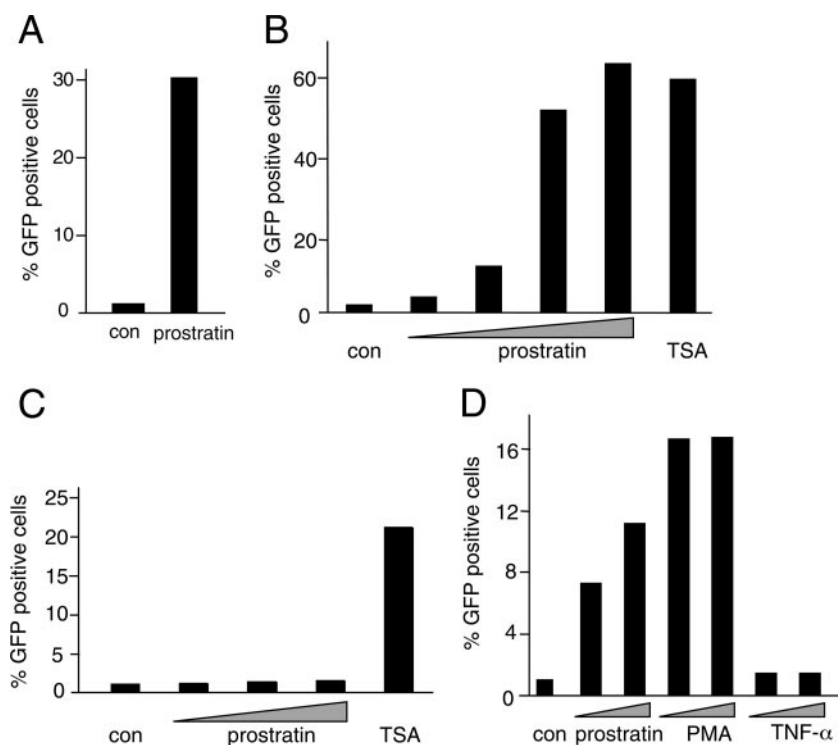 A
% GFP positive cells
30
20
10
0
con prostratin
B
% GFP positive cells
60
40
20
0
con prostratin TSA
C
% GFP positive cells
25
20
15
10
5
0
con prostratin TSA
D
% GFP positive cells
16
12
8
4
0
con prostratin PMA TNF-α